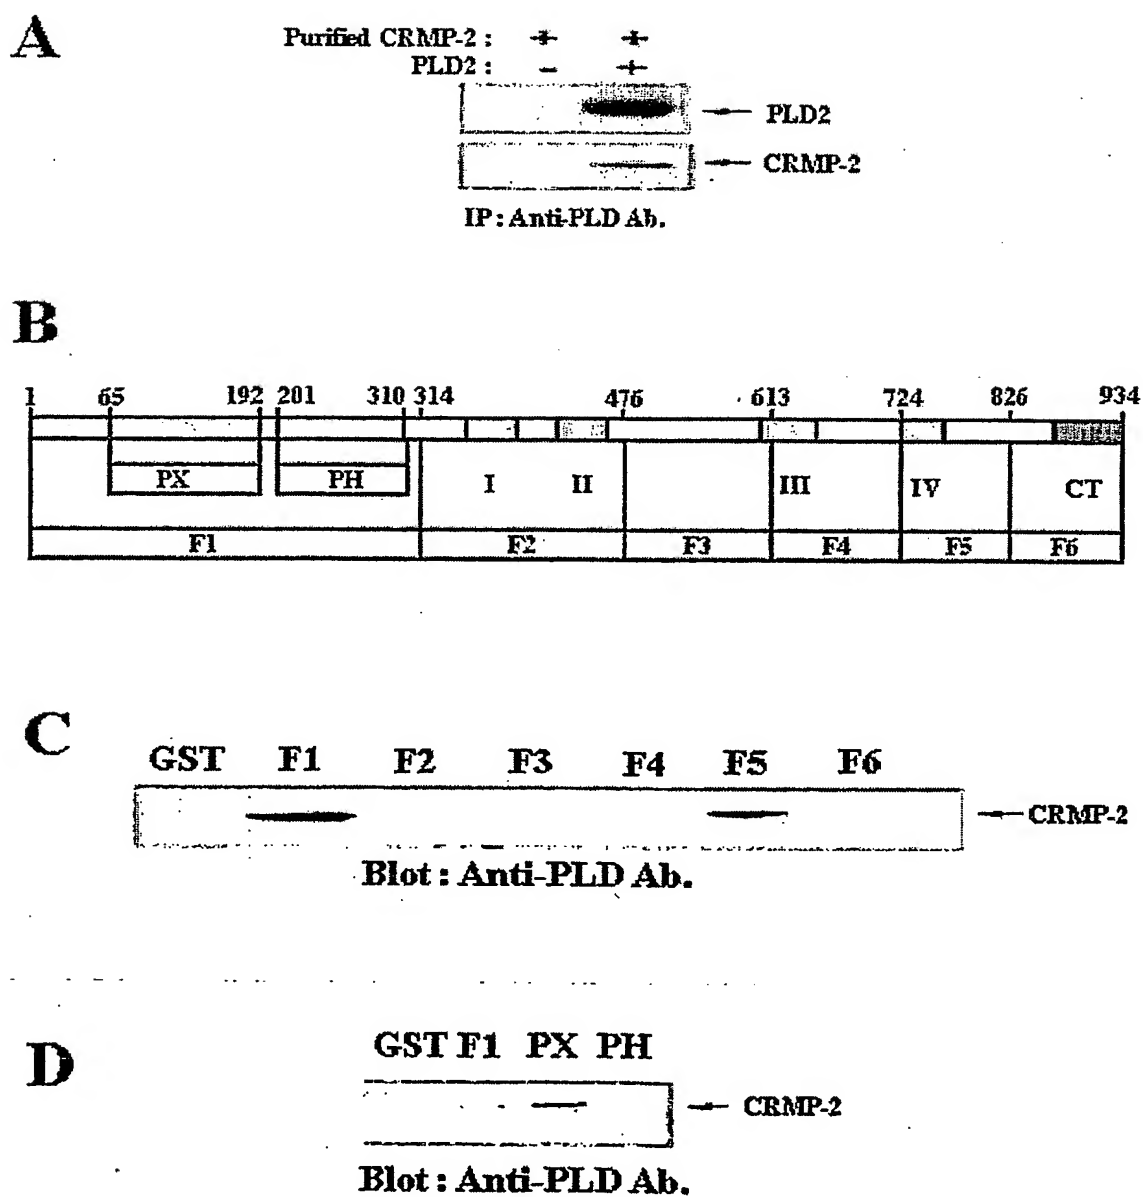 A
Purified CRMP-2 : + +
PLD2 : - +
PLD2
CRMP-2
IP : Anti-PLD Ab.
B
1 65 192 201 310 314 476 613 724 826 934
PX PH I II III IV CT
F1 F2 F3 F4 F5 F6
C
GST F1 F2 F3 F4 F5 F6
CRMP-2
Blot : Anti-PLD Ab.
D
GST F1 PX PH
CRMP-2
Blot : Anti-PLD Ab.